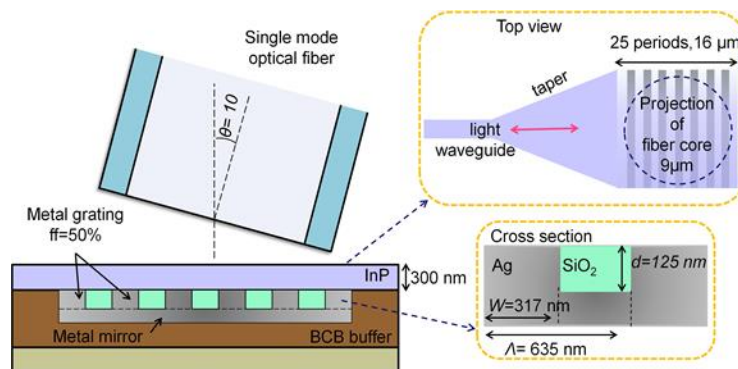 Single mode
optical fiber
θ= 10
Metal grating
ff=50%
InP
300 nm
Metal mirror
BCB buffer
Top view
25 periods,16 µm
taper
light
waveguide
Projection
of
fiber core
9µm
Cross section
Ag
SiO₂
d=125 nm
W=317 nm
Λ= 635 nm